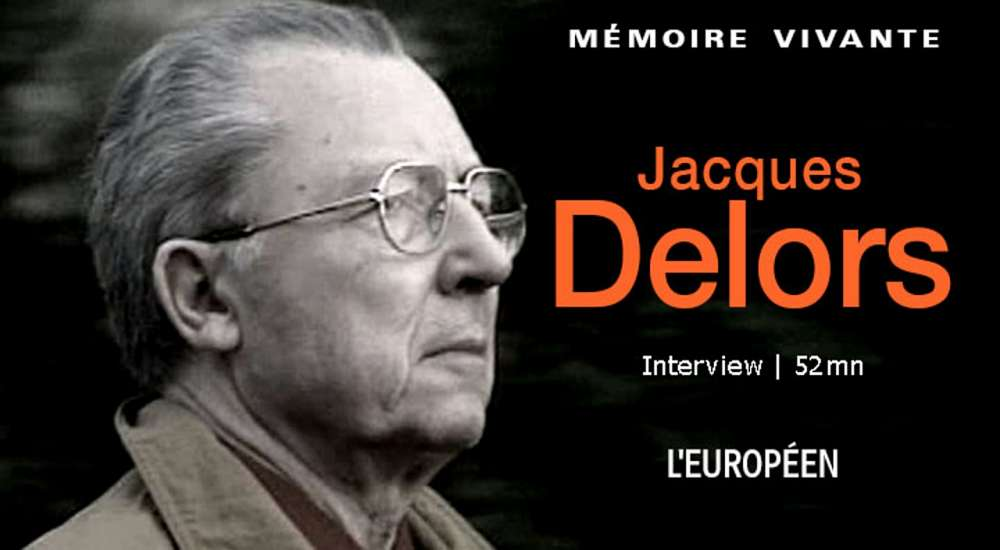 MÉMOIRE VIVANTE
Jacques
Delors
Interview | 52mn
L'EUROPÉEN